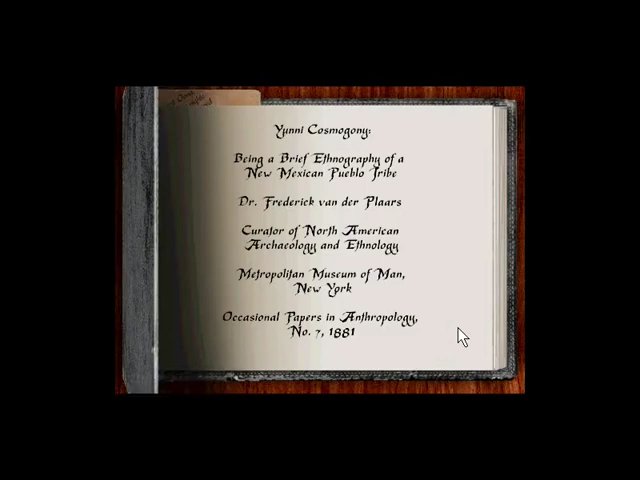 Yunni Cosmogony:
Being a Brief Ethnography of a
New Mexican Pueblo Tribe
Dr. Frederick van der Plaars
Curator of North American
Archaeology and Ethnology
Metropolitan Museum of Man,
New York
Occasional Papers in Anthropology,
No. 7, 1881